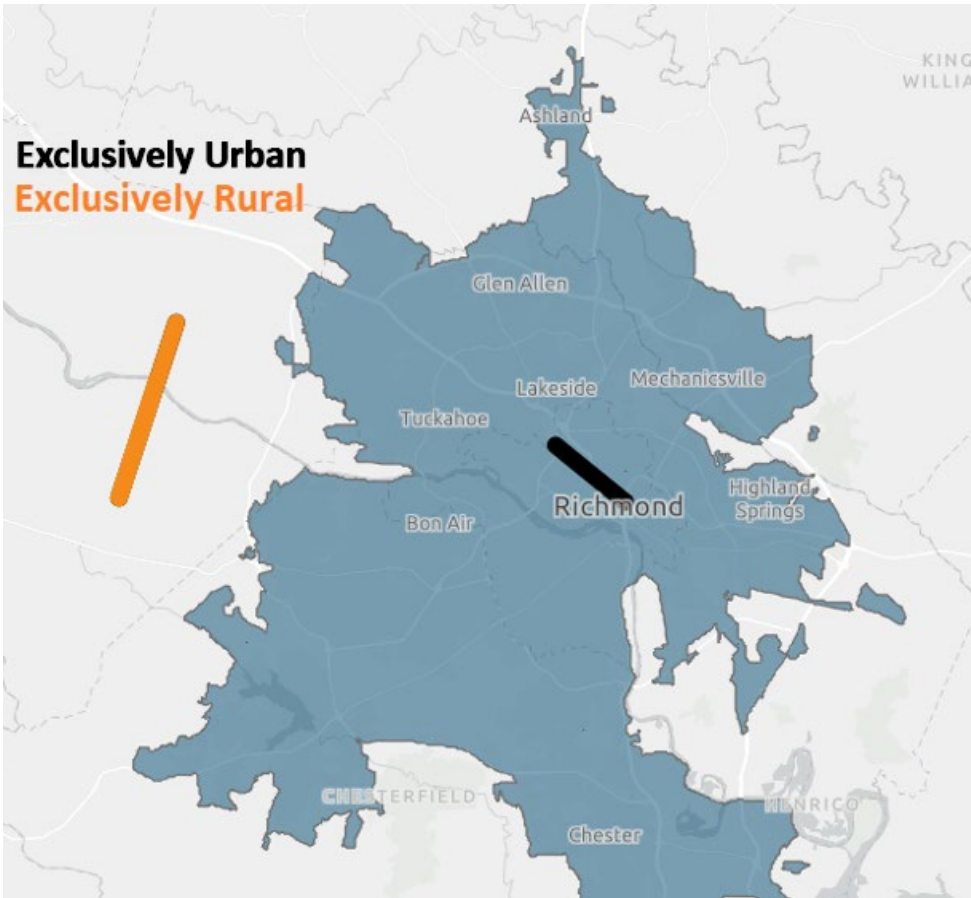 KING
WILLIA
Ashland
Exclusively Urban
Exclusively Rural
Glen Allen
Lakeside
Mechanicsville
Tuckahoe
Richmond
Highland
Springs
Bon Air
CHESTERFIELD
HENRICO
Chester